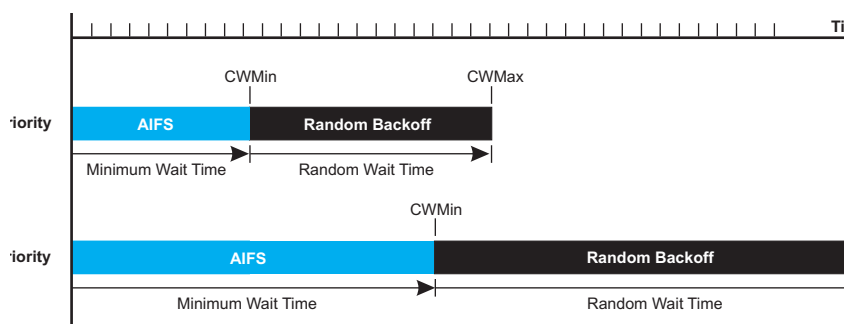 Ti
CWMin CWMax
riority AIFS Random Backoff
Minimum Wait Time Random Wait Time
CWMin
riority AIFS Random Backoff
Minimum Wait Time Random Wait Time